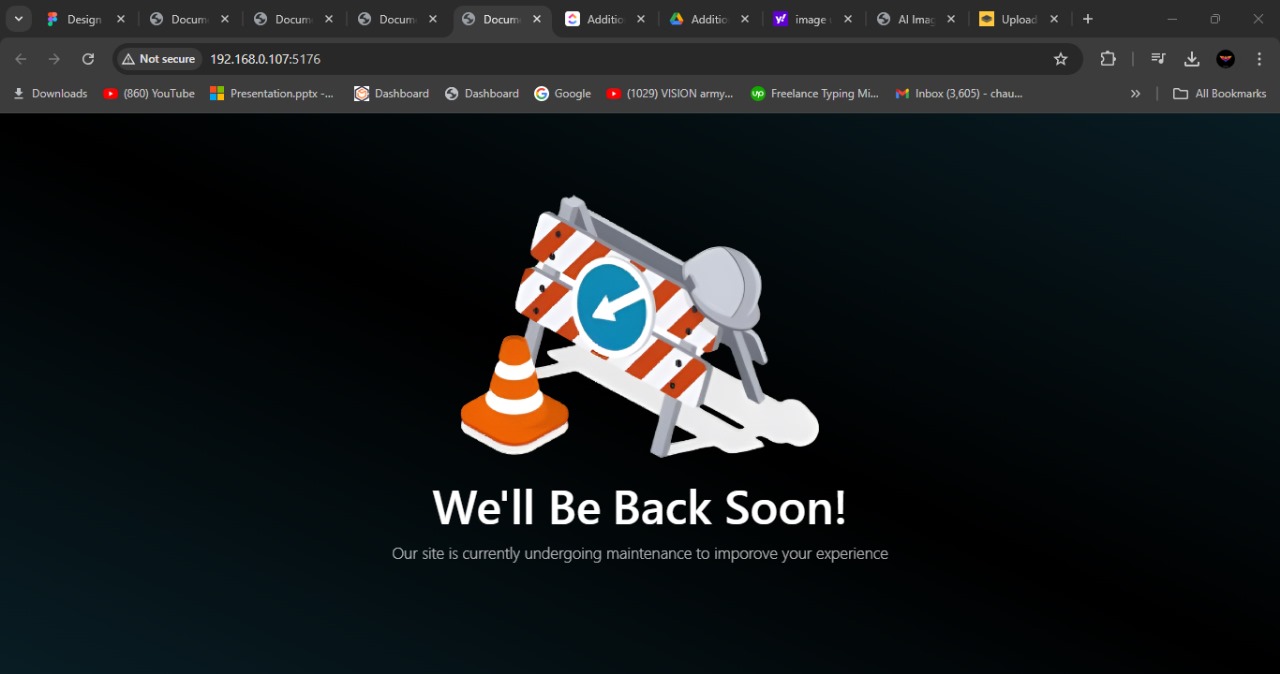 Design
Docum
Docum
Docum
Docum
Additio
Additio
image
AI Imag
Upload
Not secure
192.168.0.107:5176
Downloads
(860) YouTube
Presentation.pptx -...
Dashboard
Dashboard
Google
(1029) VISION army...
Freelance Typing Mi...
Inbox (3,605) - chau...
All Bookmarks
We'll Be Back Soon!
Our site is currently undergoing maintenance to imporove your experience